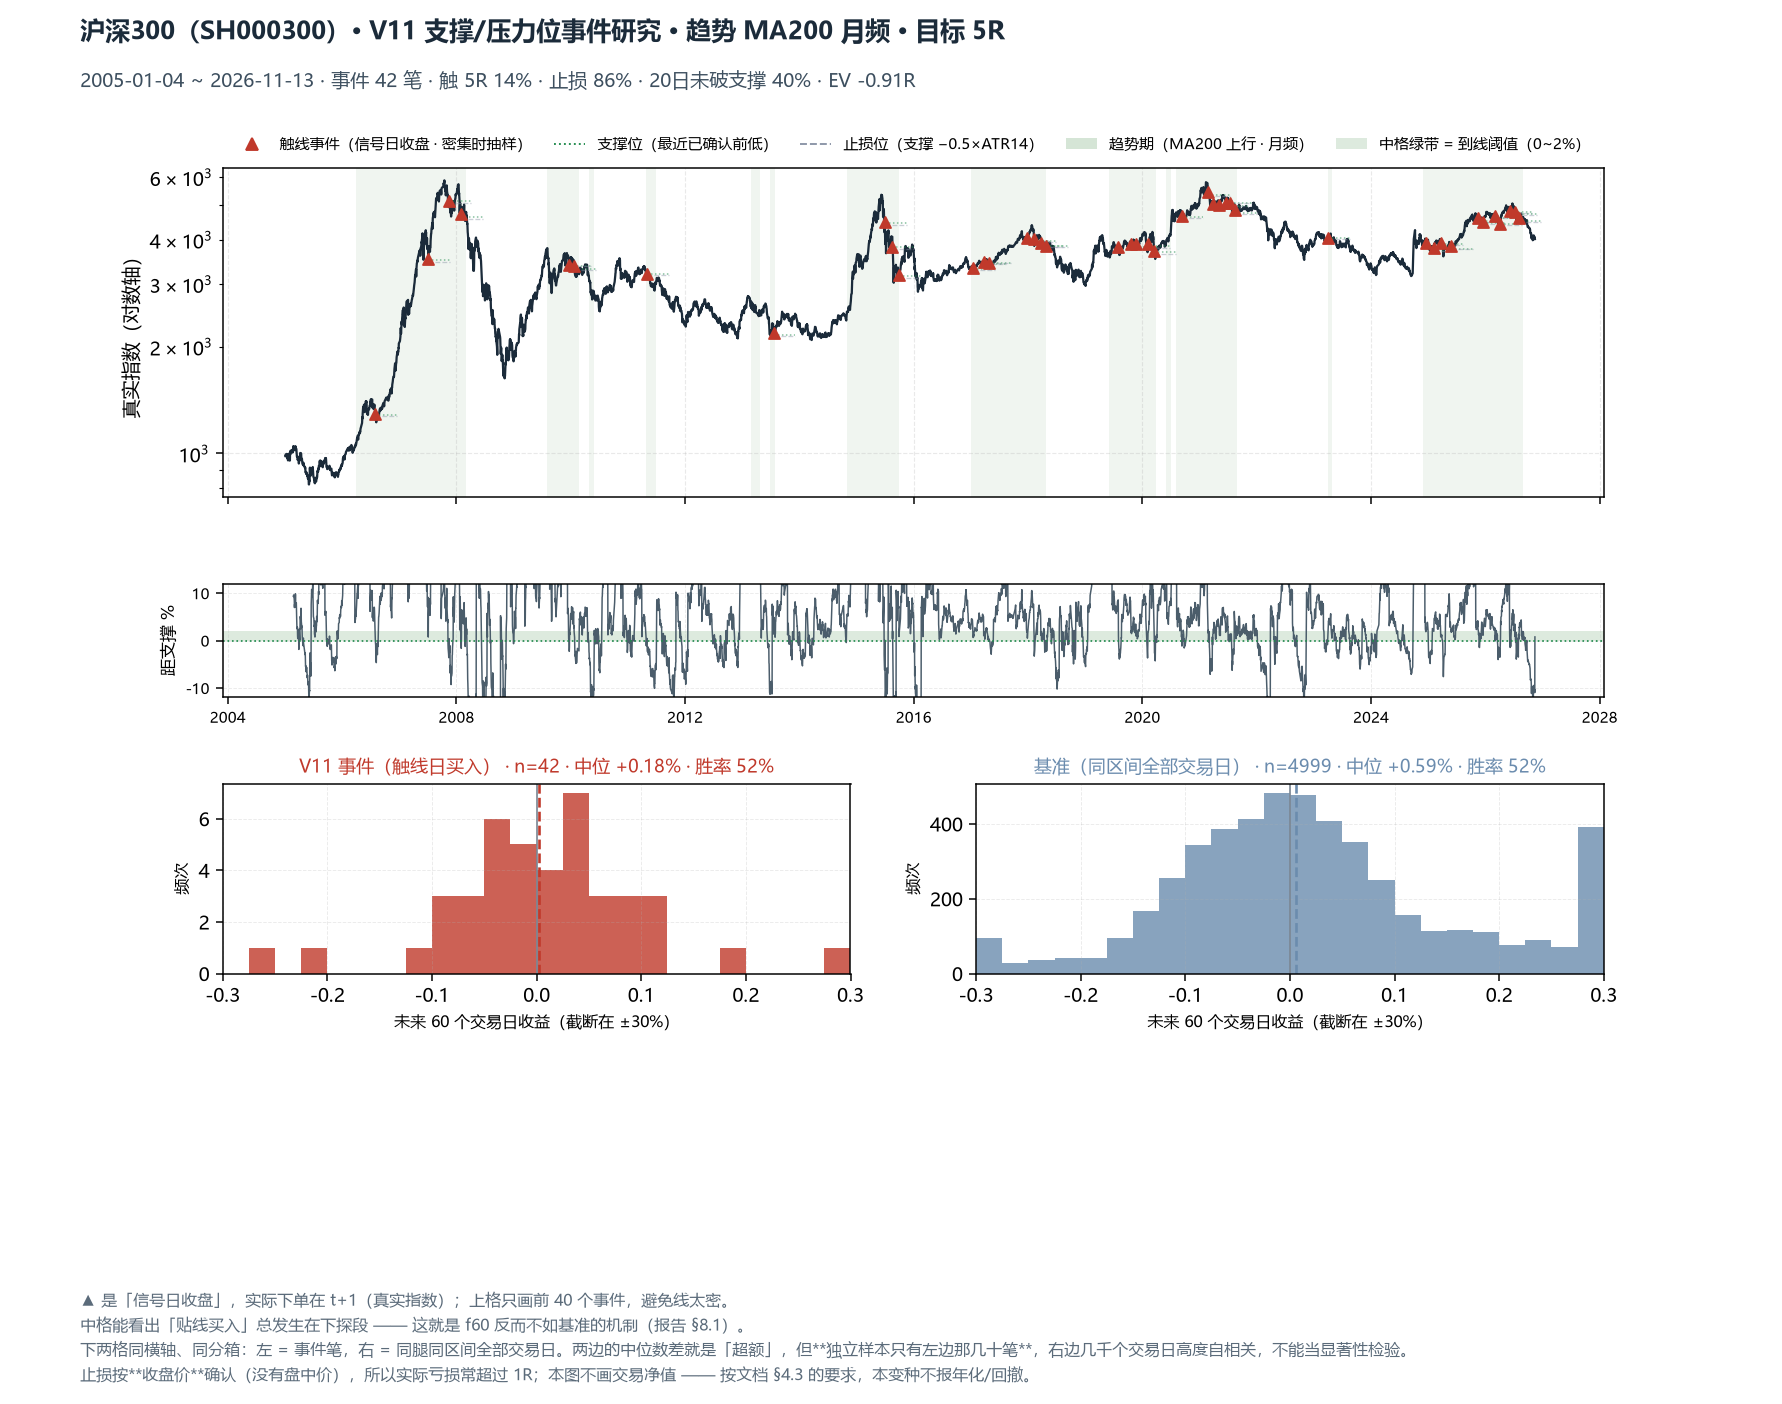 沪深300（SH000300）• V11 支撑/压力位事件研究 • 趋势 MA200 月频 • 目标 5R
2005-01-04 ~ 2026-11-13 · 事件 42 笔 · 触 5R 14% · 止损 86% · 20日未破支撑 40% · EV -0.91R
触线事件（信号日收盘 · 密集时抽样）
支撑位（最近已确认前低）
止损位（支撑 −0.5×ATR14）
趋势期（MA200 上行 · 月频）
中格绿带 = 到线阈值（0~2%）
真实指数（对数轴）
6 × 10³
4 × 10³
3 × 10³
2 × 10³
10³
距支撑 %
10
0
-10
2004 2008 2012 2016 2020 2024 2028
V11 事件（触线日买入）· n=42 · 中位 +0.18% · 胜率 52%
频次
6
4
2
0
-0.3 -0.2 -0.1 0.0 0.1 0.2 0.3
未来 60 个交易日收益（截断在 ±30%）
基准（同区间全部交易日）· n=4999 · 中位 +0.59% · 胜率 52%
频次
400
200
0
-0.3 -0.2 -0.1 0.0 0.1 0.2 0.3
未来 60 个交易日收益（截断在 ±30%）
▲ 是「信号日收盘」，实际下单在 t+1（真实指数）；上格只画前 40 个事件，避免线太密。
中格能看出「贴线买入」总发生在下探段 —— 这就是 f60 反而不如基准的机制（报告 §8.1）。
下两格同横轴、同分箱：左 = 事件笔，右 = 同腿同区间全部交易日。两边的中位数差就是「超额」，但**独立样本只有左边那几十笔**，右边几千个交易日高度自相关，不能当显著性检验。
止损按**收盘价**确认（没有盘中价），所以实际亏损常超过 1R；本图不画交易净值 —— 按文档 §4.3 的要求，本变种不报年化/回撤。